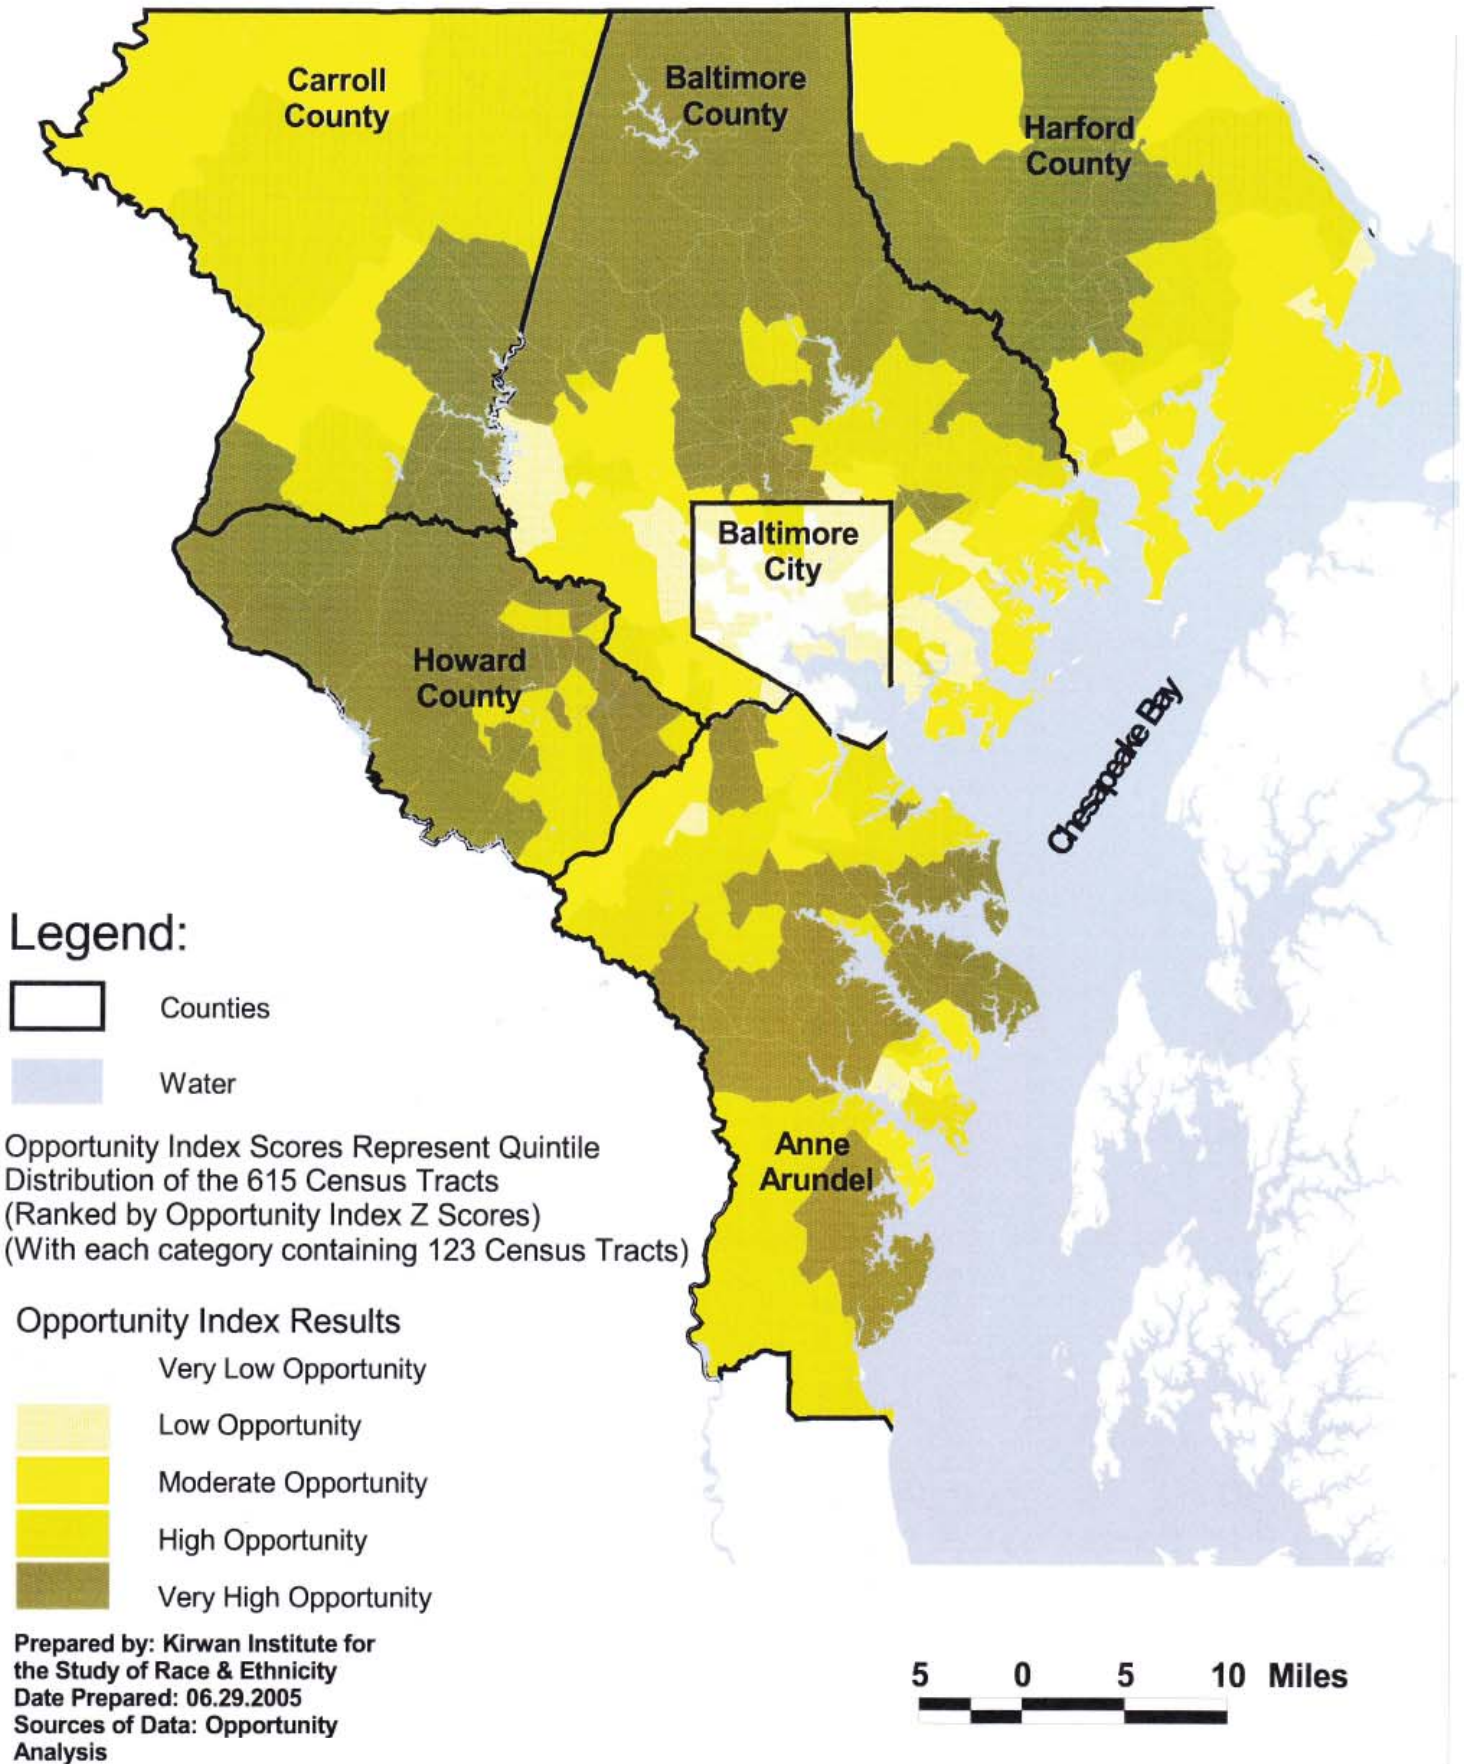 Carroll
County
Baltimore
County
Harford
County
Baltimore
City
Howard
County
Chesapeake Bay
Anne
Arundel
Legend:
Counties
Water
Opportunity Index Scores Represent Quintile
Distribution of the 615 Census Tracts
(Ranked by Opportunity Index Z Scores)
(With each category containing 123 Census Tracts)
Opportunity Index Results
Very Low Opportunity
Low Opportunity
Moderate Opportunity
High Opportunity
Very High Opportunity
Prepared by: Kirwan Institute for
the Study of Race & Ethnicity
Date Prepared: 06.29.2005
Sources of Data: Opportunity
Analysis
5 0 5 10 Miles